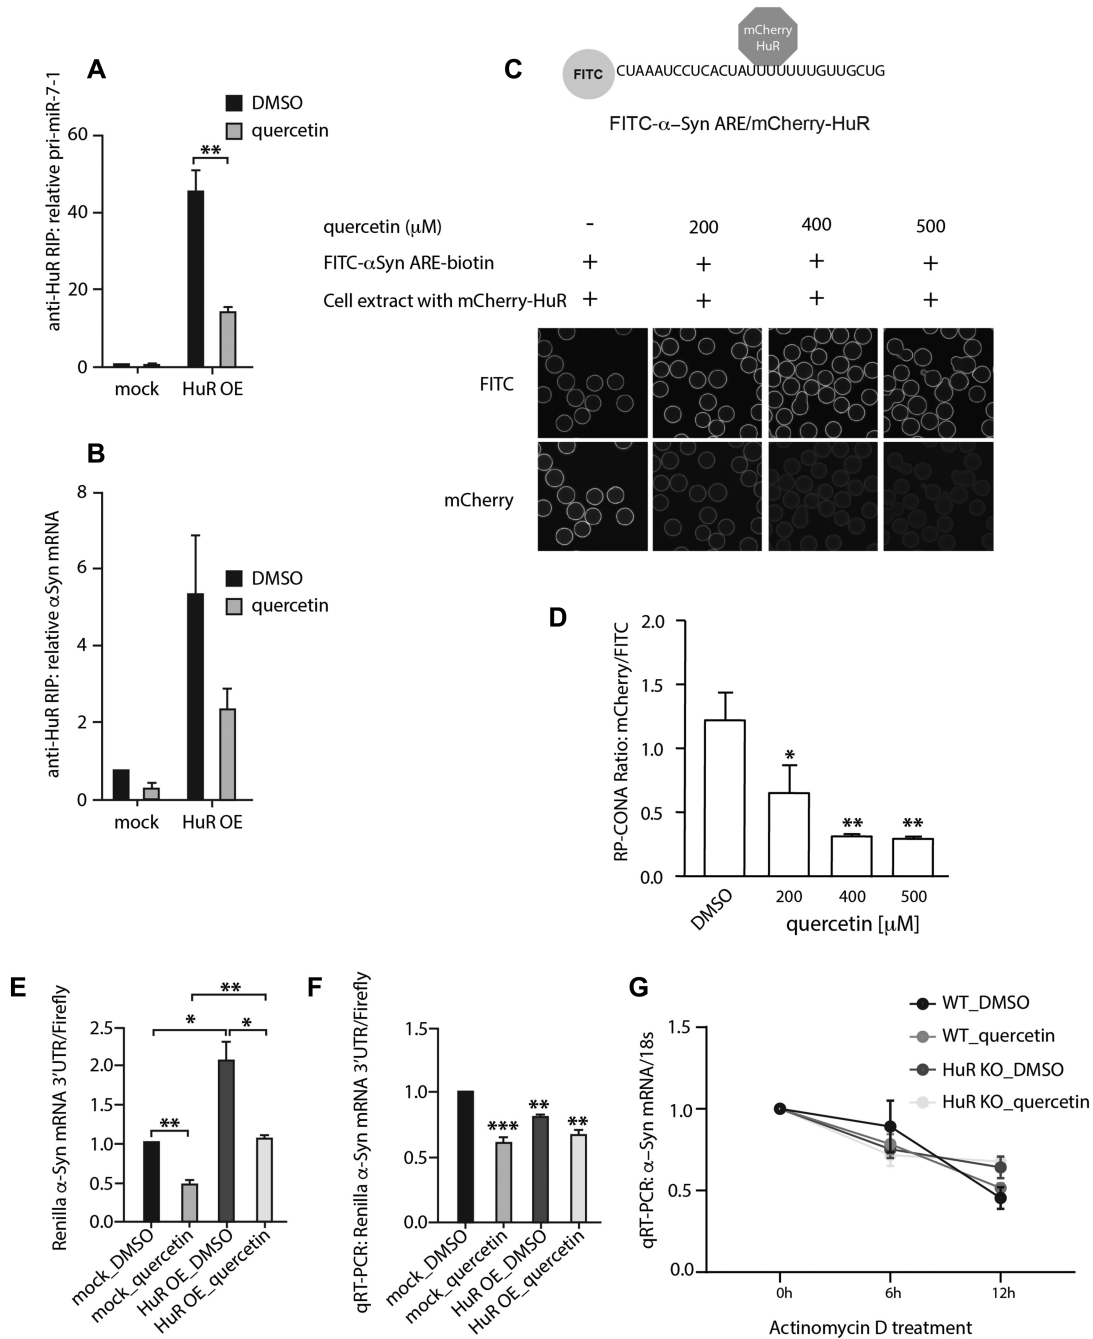 A
anti-HuR RIP: relative pri-miR-7-1
DMSO
quercetin
60
40
20
0
**
mock
HuR OE
B
anti-HuR RIP: relative αSyn mRNA
8
6
4
2
0
DMSO
quercetin
mock
HuR OE
C
mCherry
HuR
FITC
CUAAAUCCUCACUAUUUUUUUGUUGCUG
FITC-α–Syn ARE/mCherry-HuR
quercetin (μM) - 200 400 500
FITC-αSyn ARE-biotin + + + +
Cell extract with mCherry-HuR + + + +
FITC
mCherry
D
RP-CONA Ratio: mCherry/FITC
2.0
1.5
1.0
0.5
0.0
*
**
**
DMSO
200
400
500
quercetin [μM]
E
Renilla α-Syn mRNA 3′UTR/Firefly
2.5
2.0
1.5
1.0
0.5
0.0
**
*
*
**
mock_DMSO
mock_quercetin
HuR OE_DMSO
HuR OE_quercetin
F
qRT-PCR: Renilla α-Syn mRNA 3′UTR/Firefly
1.5
1.0
0.5
0.0
***
**
**
mock_DMSO
mock_quercetin
HuR OE_DMSO
HuR OE_quercetin
G
qRT-PCR: α–Syn mRNA/18s
WT_DMSO
WT_quercetin
HuR KO_DMSO
HuR KO_quercetin
1.5
1.0
0.5
0.0
0h
6h
12h
Actinomycin D treatment